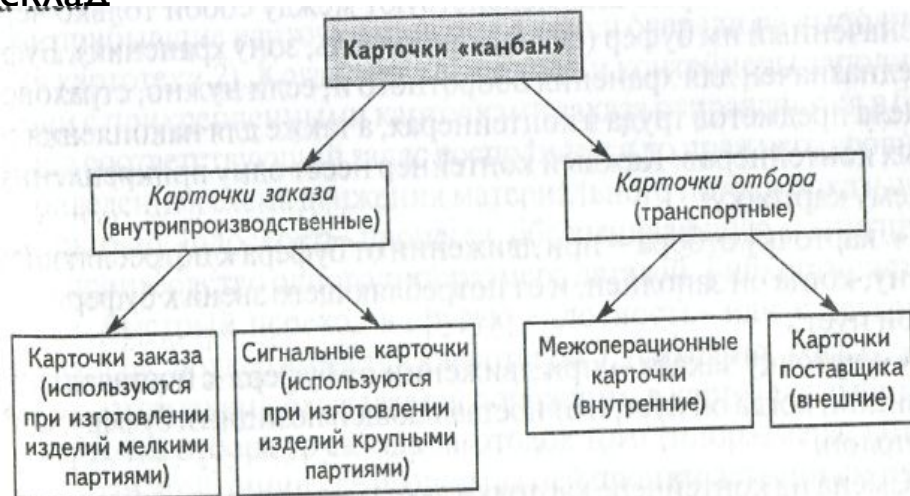 Карточки «канбан»
Карточки заказа
(внутрипроизводственные)
Карточки отбора
(транспортные)
Карточки заказа
(используются
при изготовлении
изделий мелкими
партиями)
Сигнальные карточки
(используются
при изготовлении
изделий крупными
партиями)
Межоперационные
карточки
(внутренние)
Карточки
поставщика
(внешние)